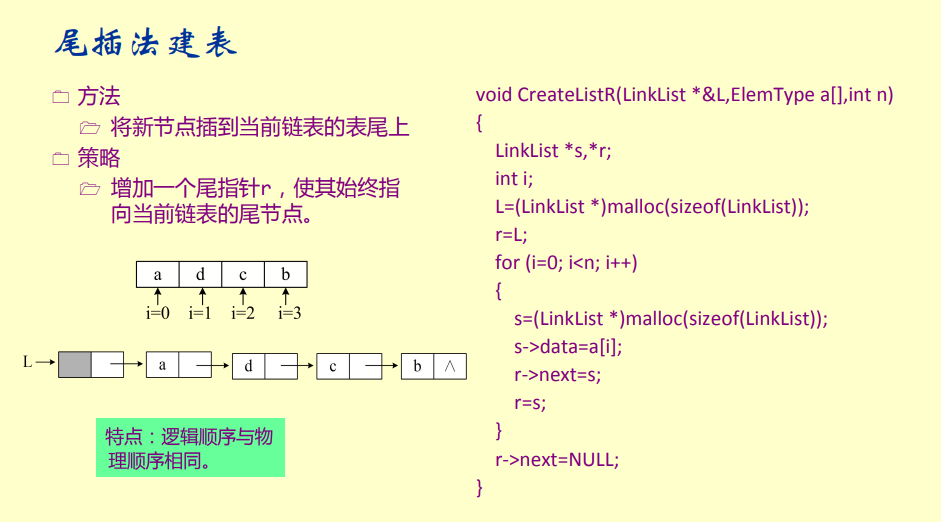 尾插法建表
方法
将新节点插到当前链表的表尾上
策略
增加一个尾指针r，使其始终指
向当前链表的尾节点。
a d c b
i=0 i=1 i=2 i=3
L a d c b ∧
特点：逻辑顺序与物
理顺序相同。
void CreateListR(LinkList *&L,ElemType a[],int n)
{
LinkList *s,*r;
int i;
L=(LinkList *)malloc(sizeof(LinkList));
r=L;
for (i=0; i<n; i++)
{
s=(LinkList *)malloc(sizeof(LinkList));
s->data=a[i];
r->next=s;
r=s;
}
r->next=NULL;
}